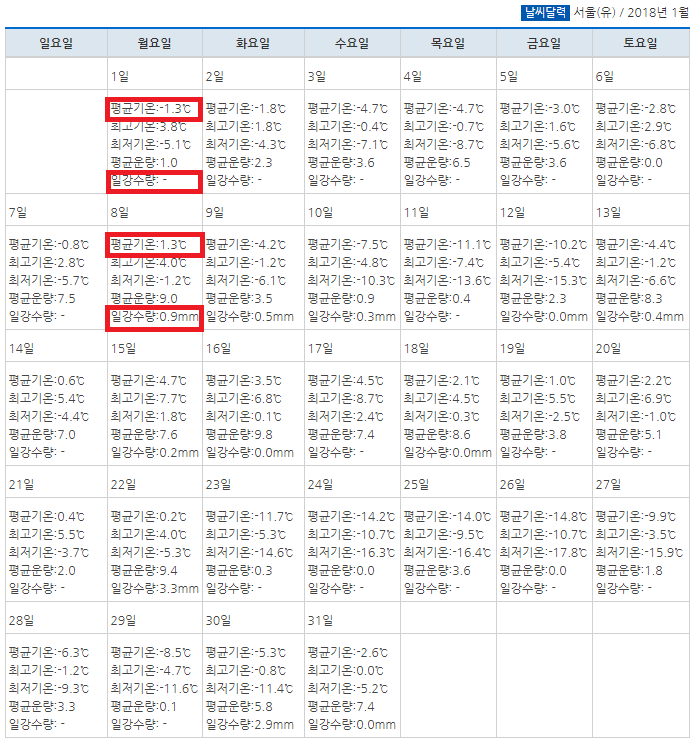 날씨달력 서울(유) / 2018년 1월
일요일 월요일 화요일 수요일 목요일 금요일 토요일
1일 2일 3일 4일 5일 6일
평균기온:-1.3℃ 평균기온:-1.8℃ 평균기온:-4.7℃ 평균기온:-4.7℃ 평균기온:-3.0℃ 평균기온:-2.8℃
최고기온:3.8℃ 최고기온:1.8℃ 최고기온:-0.4℃ 최고기온:-0.7℃ 최고기온:1.6℃ 최고기온:2.9℃
최저기온:-5.1℃ 최저기온:-4.3℃ 최저기온:-7.1℃ 최저기온:-8.7℃ 최저기온:-5.6℃ 최저기온:-6.8℃
평균운량:1.0 평균운량:2.3 평균운량:3.6 평균운량:6.5 평균운량:3.6 평균운량:0.0
일강수량: - 일강수량: - 일강수량: - 일강수량: - 일강수량: - 일강수량: -
7일 8일 9일 10일 11일 12일 13일
평균기온:-0.8℃ 평균기온:1.3℃ 평균기온:-4.2℃ 평균기온:-7.5℃ 평균기온:-11.1℃ 평균기온:-10.2℃ 평균기온:-4.4℃
최고기온:2.8℃ 최고기온:4.0℃ 최고기온:-1.2℃ 최고기온:-4.8℃ 최고기온:-7.4℃ 최고기온:-5.4℃ 최고기온:-1.2℃
최저기온:-5.7℃ 최저기온:-1.2℃ 최저기온:-6.1℃ 최저기온:-10.3℃ 최저기온:-13.6℃ 최저기온:-15.3℃ 최저기온:-6.6℃
평균운량:7.5 평균운량:9.0 평균운량:3.5 평균운량:0.9 평균운량:0.4 평균운량:2.3 평균운량:8.3
일강수량: - 일강수량:0.9mm 일강수량:0.5mm 일강수량:0.3mm 일강수량: - 일강수량:0.0mm 일강수량:0.4mm
14일 15일 16일 17일 18일 19일 20일
평균기온:0.6℃ 평균기온:4.7℃ 평균기온:3.5℃ 평균기온:4.5℃ 평균기온:2.1℃ 평균기온:1.0℃ 평균기온:2.2℃
최고기온:5.4℃ 최고기온:7.7℃ 최고기온:6.8℃ 최고기온:8.7℃ 최고기온:4.5℃ 최고기온:5.5℃ 최고기온:6.9℃
최저기온:-4.4℃ 최저기온:1.8℃ 최저기온:0.1℃ 최저기온:2.4℃ 최저기온:0.3℃ 최저기온:-2.5℃ 최저기온:-1.0℃
평균운량:7.0 평균운량:7.6 평균운량:9.8 평균운량:7.4 평균운량:8.6 평균운량:3.8 평균운량:5.1
일강수량: - 일강수량:0.2mm 일강수량:0.0mm 일강수량: - 일강수량:0.0mm 일강수량: - 일강수량: -
21일 22일 23일 24일 25일 26일 27일
평균기온:0.4℃ 평균기온:0.2℃ 평균기온:-11.7℃ 평균기온:-14.2℃ 평균기온:-14.0℃ 평균기온:-14.8℃ 평균기온:-9.9℃
최고기온:5.5℃ 최고기온:4.0℃ 최고기온:-5.3℃ 최고기온:-10.7℃ 최고기온:-9.5℃ 최고기온:-10.7℃ 최고기온:-3.5℃
최저기온:-3.7℃ 최저기온:-5.3℃ 최저기온:-14.6℃ 최저기온:-16.3℃ 최저기온:-16.4℃ 최저기온:-17.8℃ 최저기온:-15.9℃
평균운량:2.0 평균운량:9.4 평균운량:0.3 평균운량:0.0 평균운량:3.6 평균운량:0.0 평균운량:1.8
일강수량: - 일강수량:3.3mm 일강수량: - 일강수량: - 일강수량: - 일강수량: - 일강수량: -
28일 29일 30일 31일
평균기온:-6.3℃ 평균기온:-8.5℃ 평균기온:-5.3℃ 평균기온:-2.6℃
최고기온:-1.2℃ 최고기온:-4.7℃ 최고기온:-0.8℃ 최고기온:0.0℃
최저기온:-9.3℃ 최저기온:-11.6℃ 최저기온:-11.4℃ 최저기온:-5.2℃
평균운량:3.3 평균운량:0.1 평균운량:5.8 평균운량:7.4
일강수량: - 일강수량: - 일강수량:2.9mm 일강수량:0.0mm